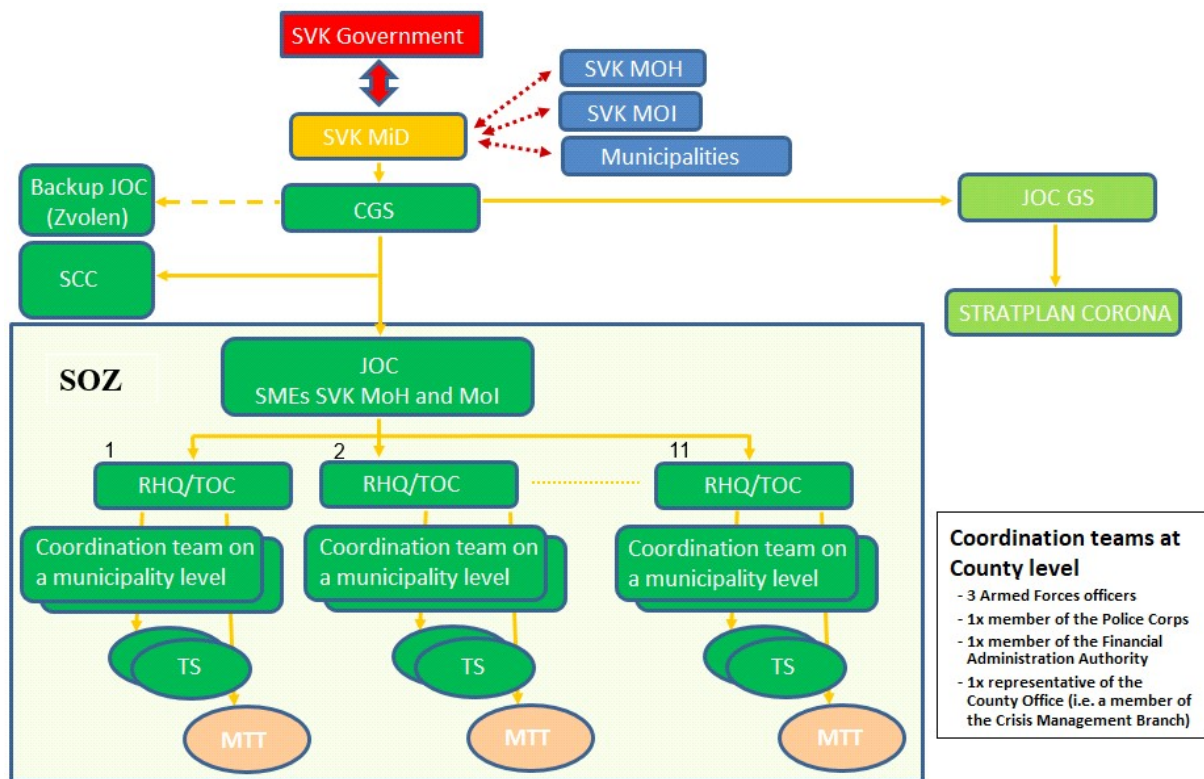 SVK Government
SVK MOH
SVK MOI
SVK MiD
Municipalities
Backup JOC
(Zvolen)
CGS
JOC GS
SCC
STRATPLAN CORONA
SOZ
JOC
SMEs SVK MoH and MoI
1
2
11
RHQ/TOC
RHQ/TOC
RHQ/TOC
Coordination team on
a municipality level
Coordination team on
a municipality level
Coordination team on
a municipality level
TS
TS
TS
MTT
MTT
MTT
Coordination teams at
County level
- 3 Armed Forces officers
- 1x member of the Police Corps
- 1x member of the Financial
Administration Authority
- 1x representative of the
County Office (i.e. a member of
the Crisis Management Branch)